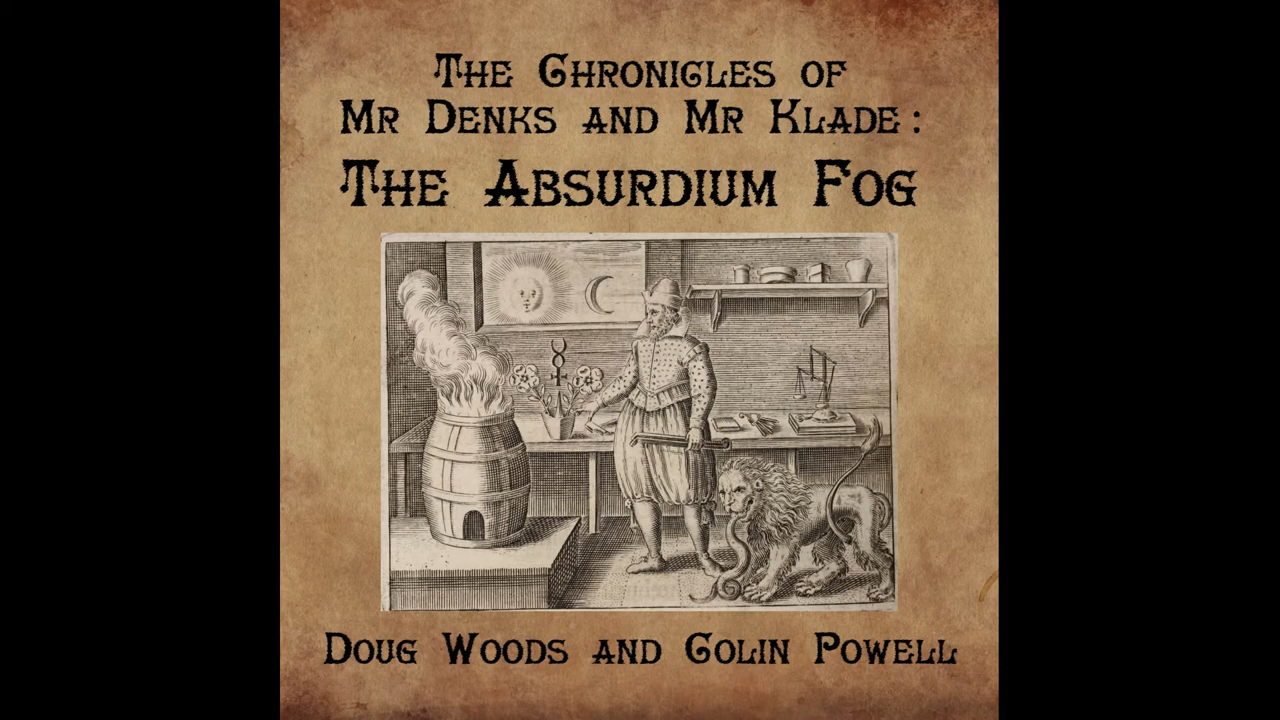 The Chronicles of
Mr Denks and Mr Klade:
The Absurdium Fog
Doug Woods and Colin Powell